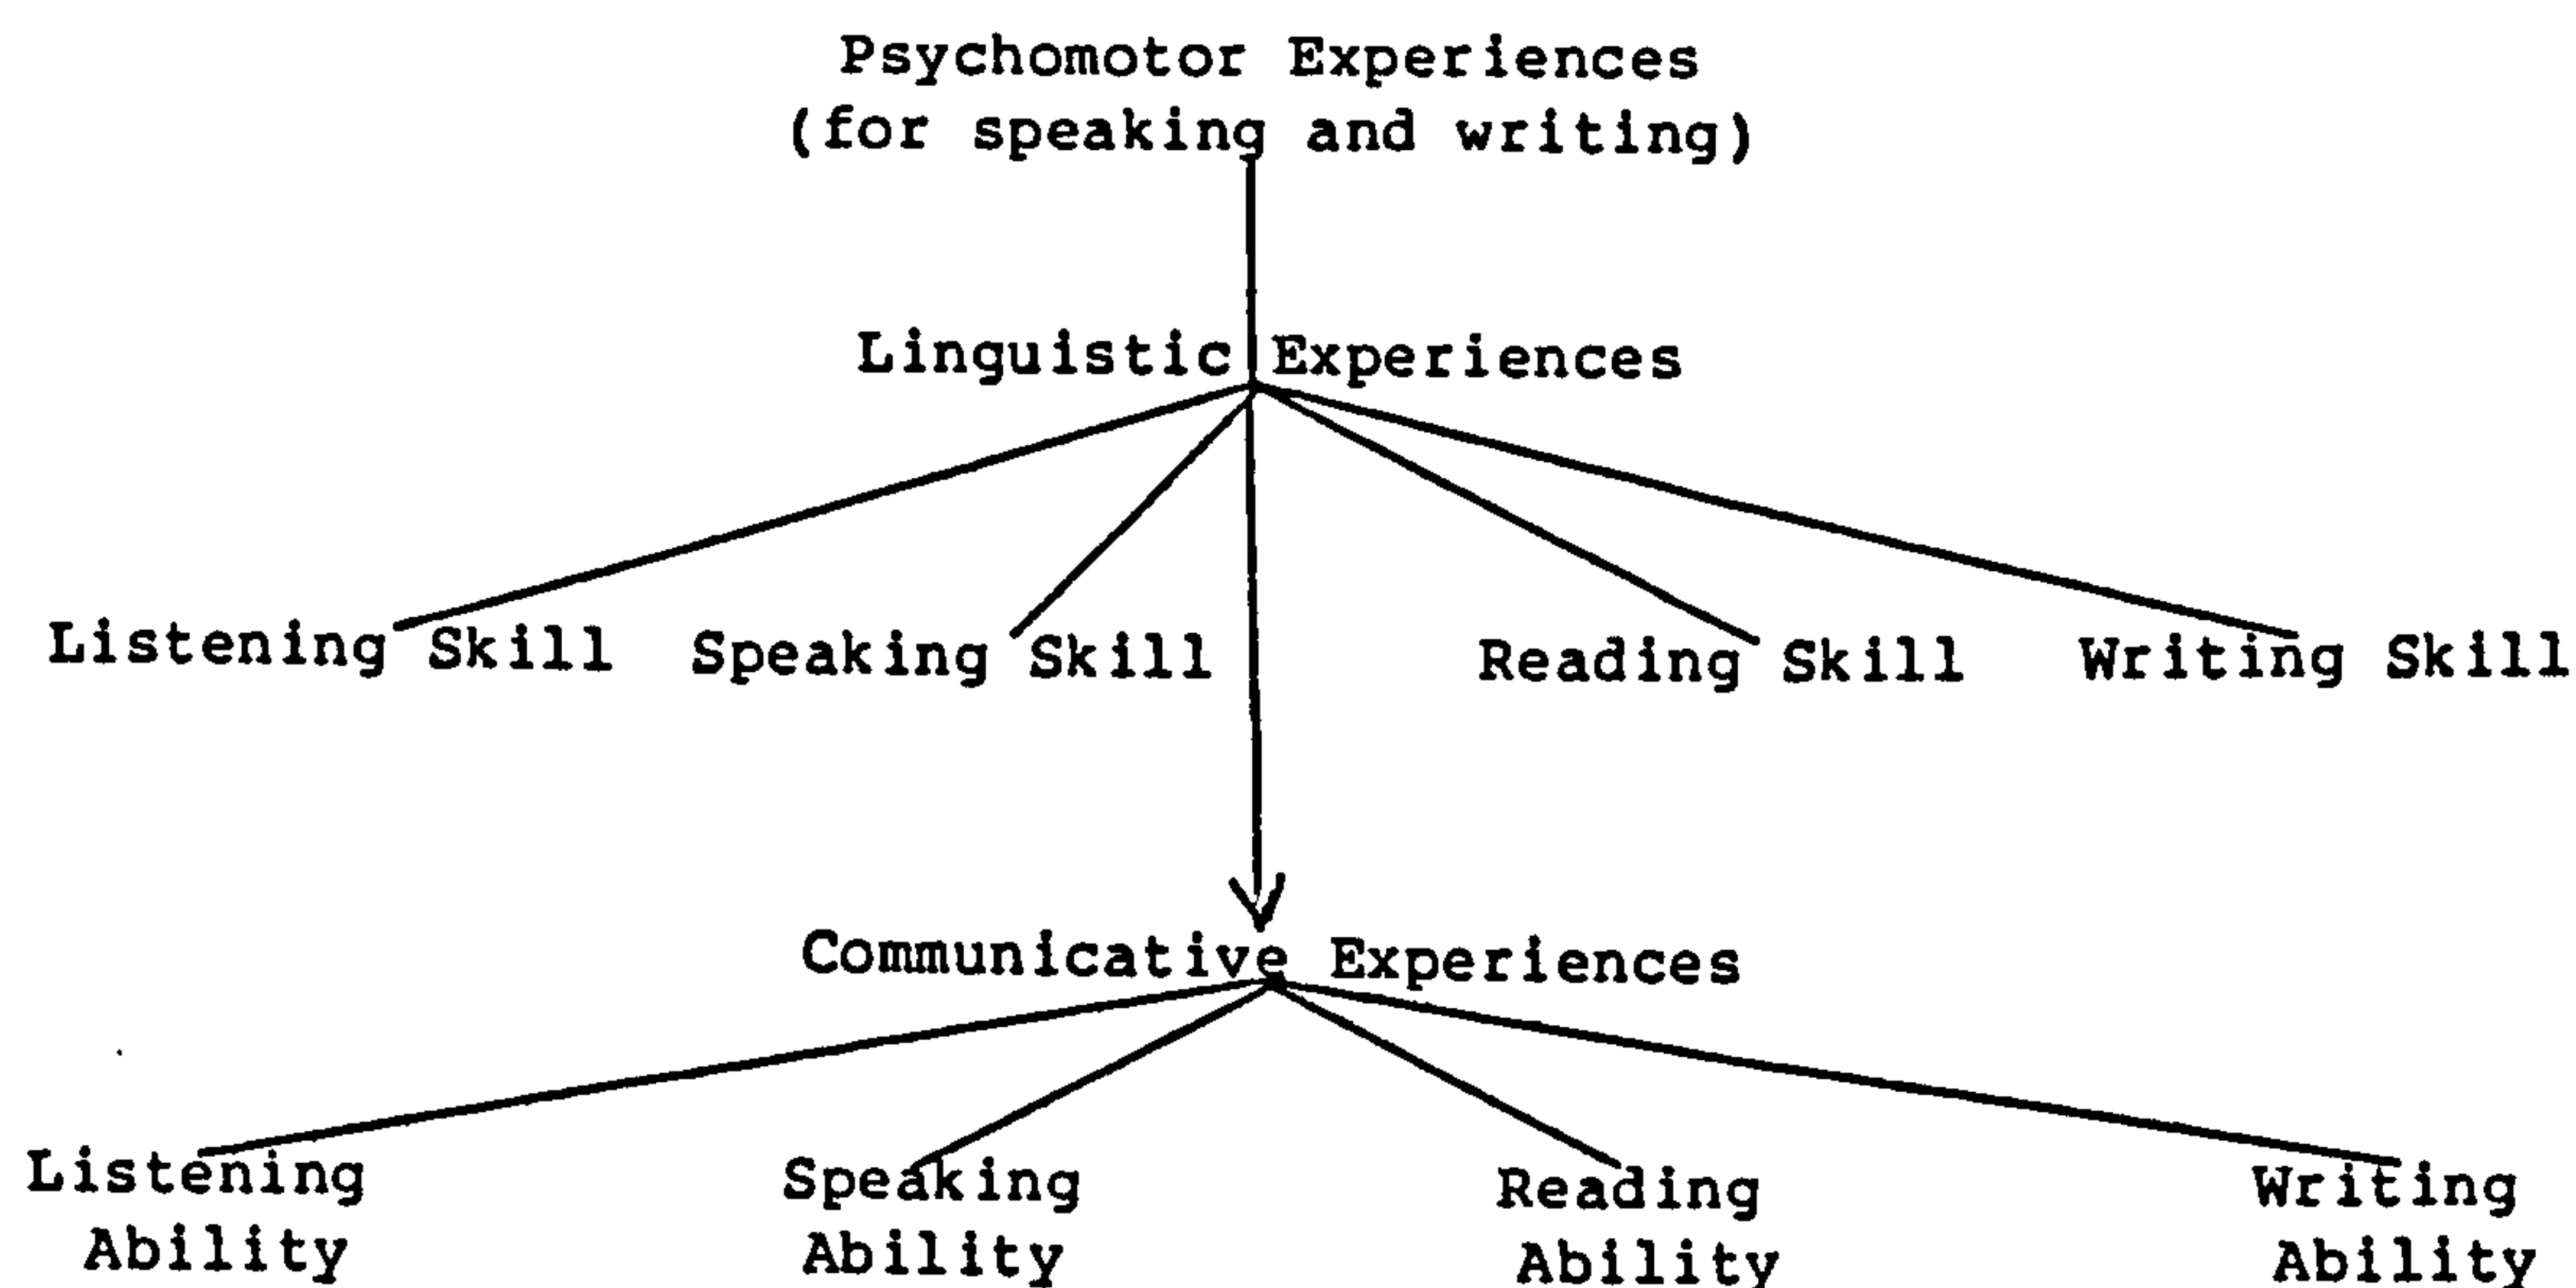 Psychomotor Experiences
(for speaking and writing)
Linguistic Experiences
Listening Skill Speaking Skill Reading Skill Writing Skill
Communicative Experiences
Listening Speaking Reading Writing
Ability Ability Ability Ability